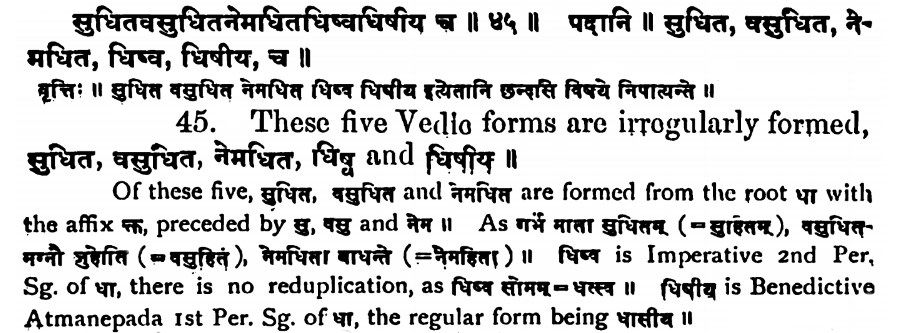 सुधितवसुधितनेमधितधिष्वधिषीय च ॥ ४५ ॥ पदानि ॥ सुधित, वसुधित, ने-
मधित, धिष्व, धिषीय, च ॥
वृत्तिः ॥ सुधित वसुधित नेमधित धिष्व धिषीय इत्येतानि छन्दसि विषये निपात्यन्ते ॥
45. These five Vedic forms are irrogularly formed,
सुधित, वसुधित, नेमधित, धिष्व and धिषीय ॥
Of these five, सुधित, वसुधित and नेमधित are formed from the root धा with
the affix क्त, preceded by सु, वसु and नेम ॥ As गर्भं माता सुधितम् (=सुहितम्), वसुधित-
मग्नौ जुहोति (=वसुहितं), नेमधिता बाधन्ते (=नेमहिता) ॥ धिष्व is Imperative 2nd Per.
Sg. of धा, there is no reduplication, as धिष्व सोमम्=धत्स्व ॥ धिषीय is Benedictive
Atmanepada 1st Per. Sg. of धा, the regular form being धासीय ॥